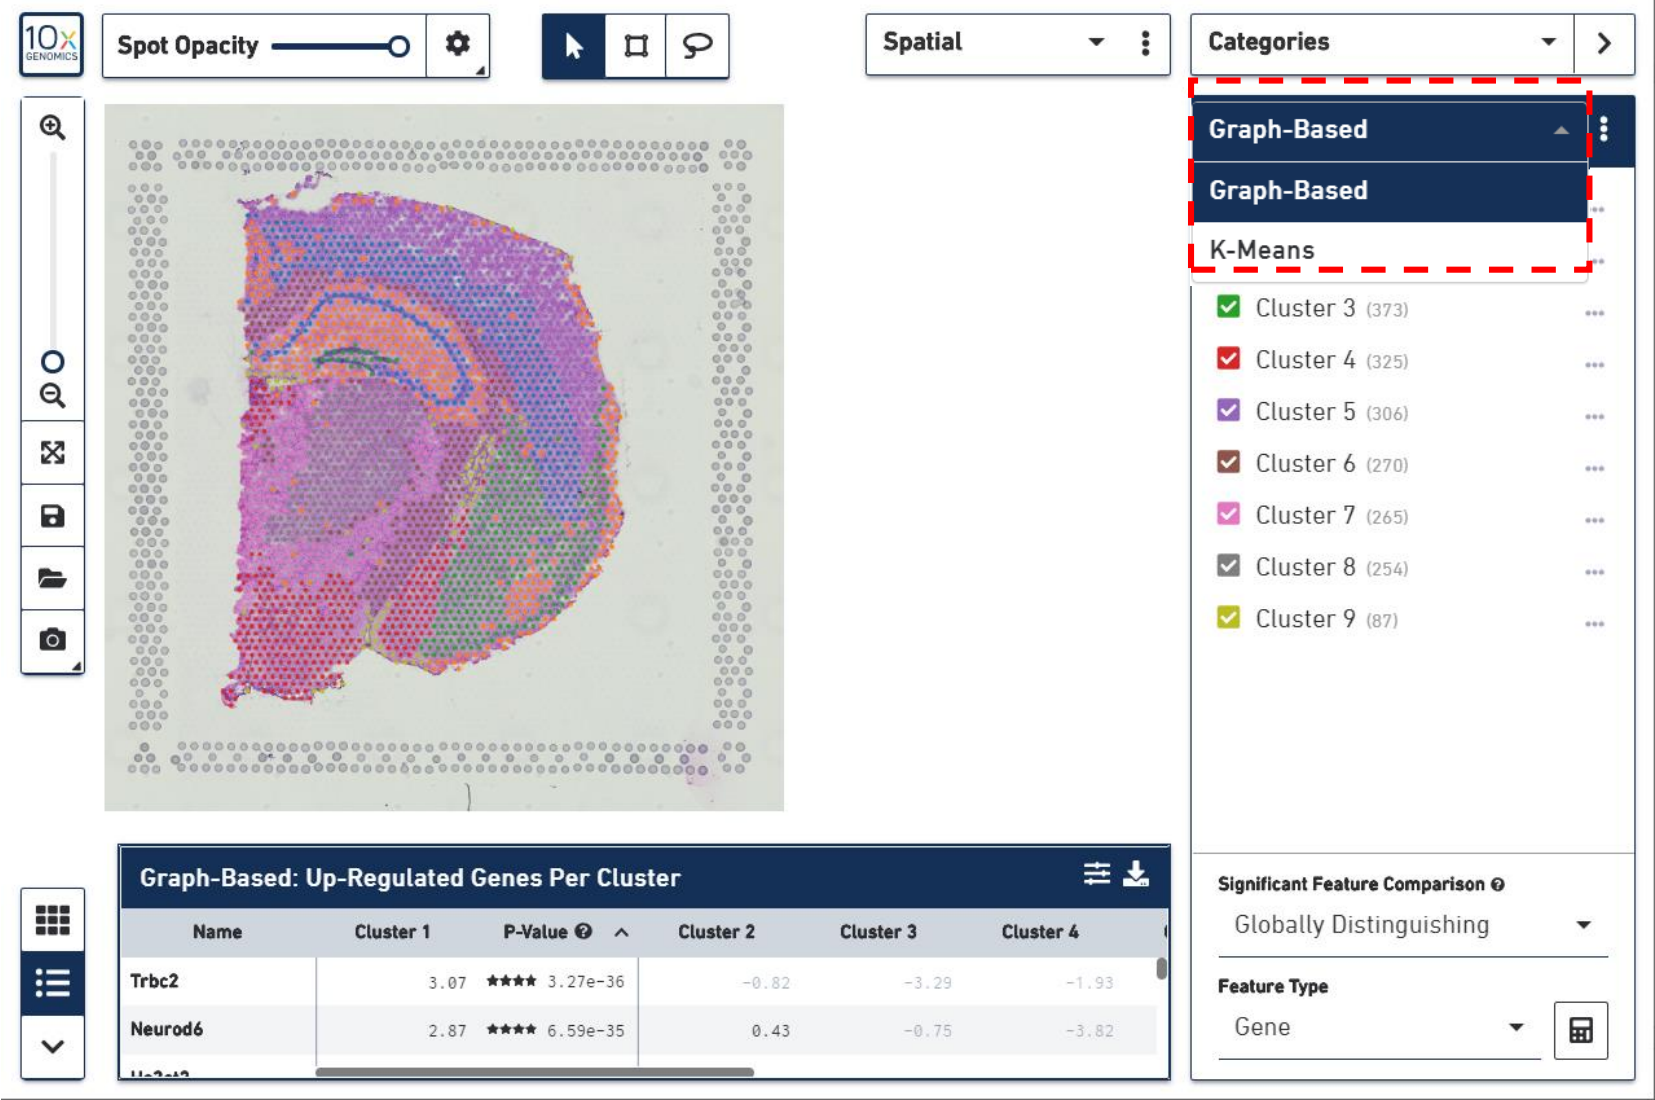 10x
GENOMICS
Spot Opacity
Spatial
Categories
Graph-Based
Graph-Based
K-Means
Cluster 3 (373)
Cluster 4 (325)
Cluster 5 (306)
Cluster 6 (270)
Cluster 7 (265)
Cluster 8 (254)
Cluster 9 (87)
Significant Feature Comparison
Globally Distinguishing
Feature Type
Gene
Graph-Based: Up-Regulated Genes Per Cluster
Name Cluster 1 P-Value Cluster 2 Cluster 3 Cluster 4
Trbc2 3.07 ★★★★ 3.27e-36 -0.82 -3.29 -1.93
Neurod6 2.87 ★★★★ 6.59e-35 0.43 -0.75 -3.82